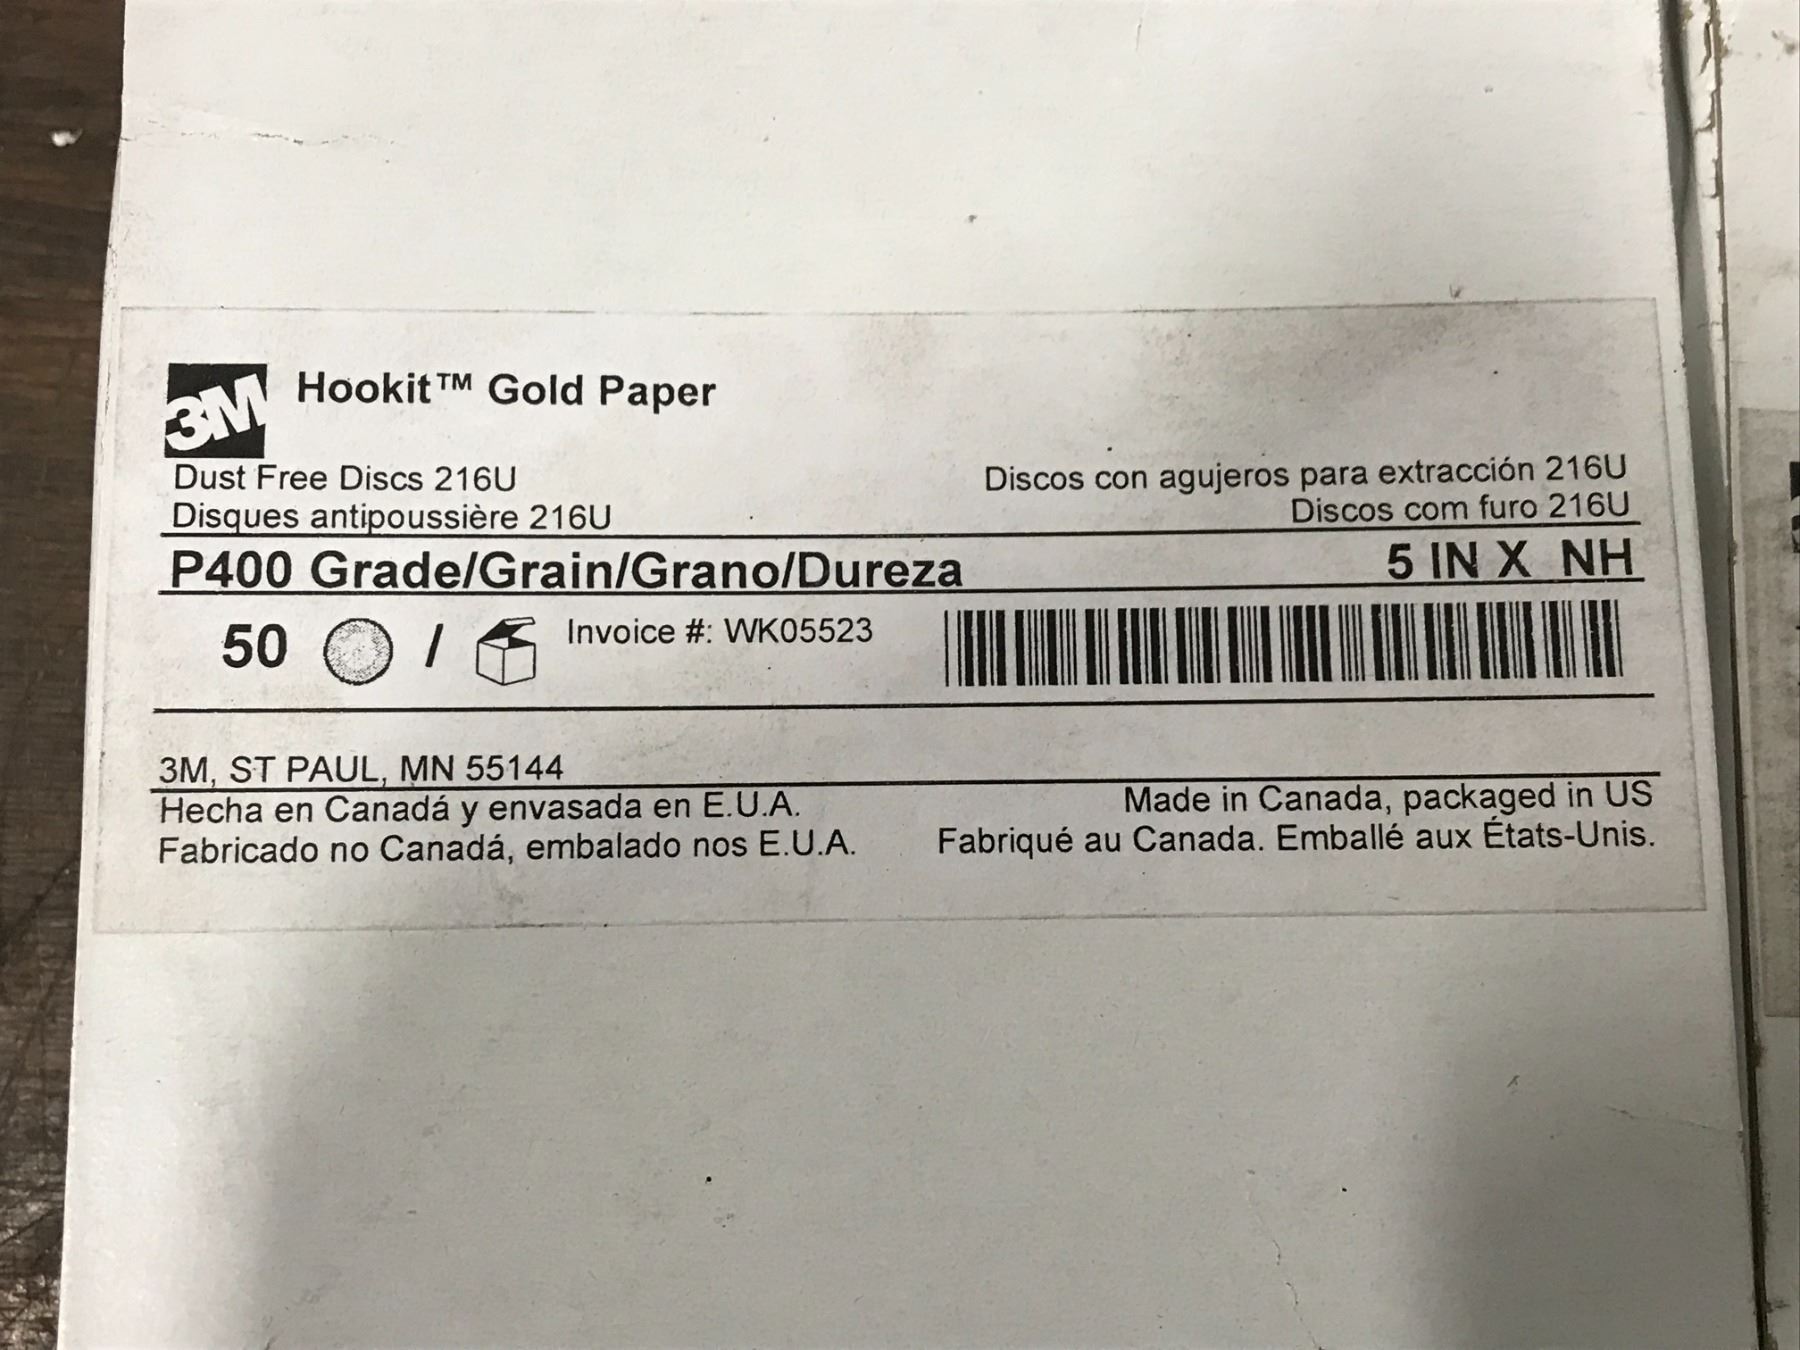 3M Hookit™ Gold Paper
Dust Free Discs 216U
Disques antipoussière 216U
Discos con agujeros para extracción 216U
Discos com furo 216U
P400 Grade/Grain/Grano/Dureza 5 IN X NH
50 / Invoice #: WK05523
3M, ST PAUL, MN 55144
Hecha en Canadá y envasada en E.U.A.
Fabricado no Canadá, embalado nos E.U.A.
Made in Canada, packaged in US
Fabriqué au Canada. Emballé aux États-Unis.